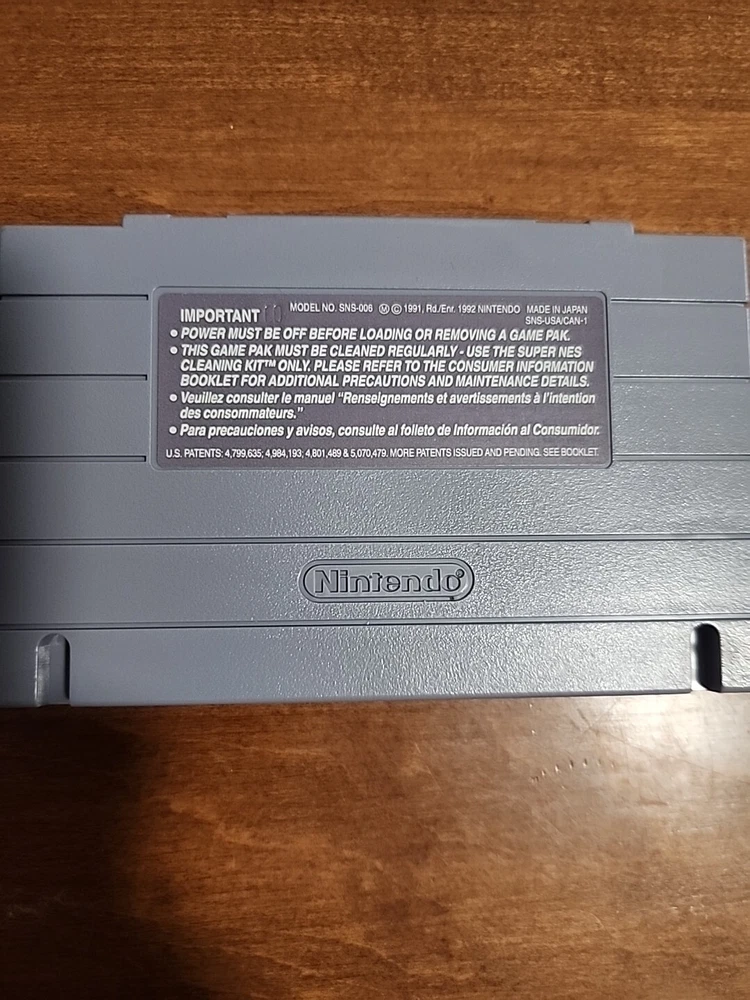 IMPORTANT MODEL NO. SNS-006 Ⓜ © 1991, Rd./Enr. 1992 NINTENDO MADE IN JAPAN
SNS-USA/CAN-1
• POWER MUST BE OFF BEFORE LOADING OR REMOVING A GAME PAK.
• THIS GAME PAK MUST BE CLEANED REGULARLY - USE THE SUPER NES
CLEANING KIT™ ONLY. PLEASE REFER TO THE CONSUMER INFORMATION
BOOKLET FOR ADDITIONAL PRECAUTIONS AND MAINTENANCE DETAILS.
• Veuillez consulter le manuel “Renseignements et avertissements à l'intention
des consommateurs.”
• Para precauciones y avisos, consulte al folleto de Información al Consumidor.
U.S. PATENTS: 4,799,635; 4,984,193; 4,801,489 & 5,070,479. MORE PATENTS ISSUED AND PENDING. SEE BOOKLET.
Nintendo®